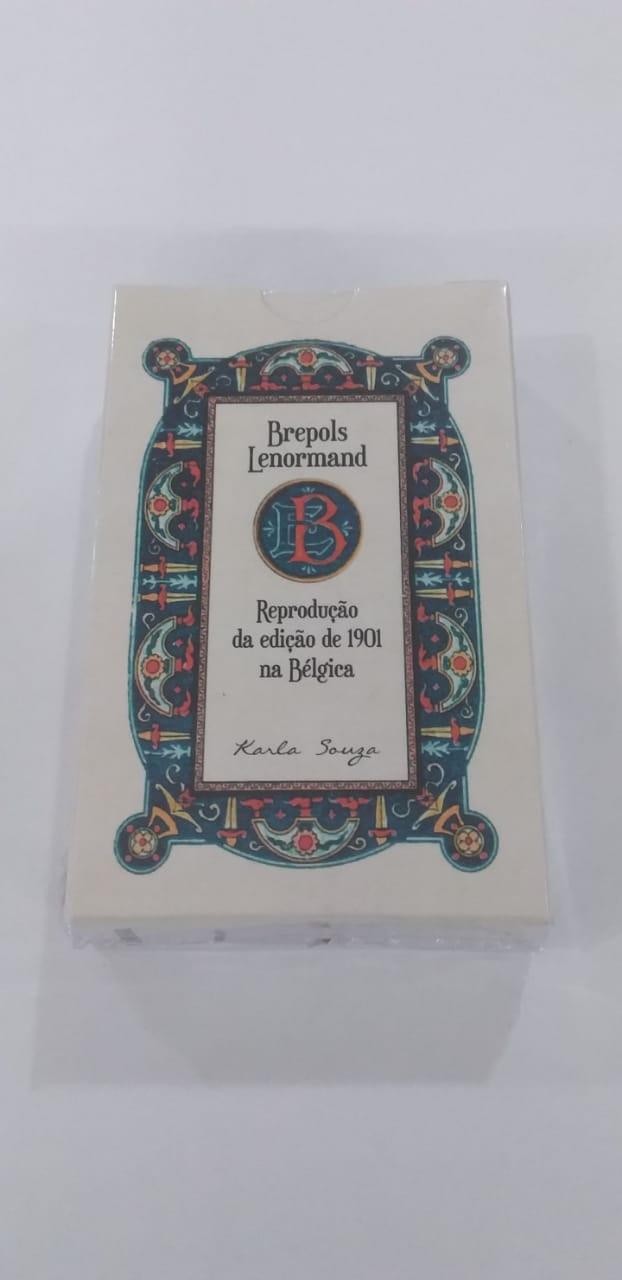 Brepols
Lenormand
B
Reprodução
da edição de 1901
na Bélgica
Karla Souza